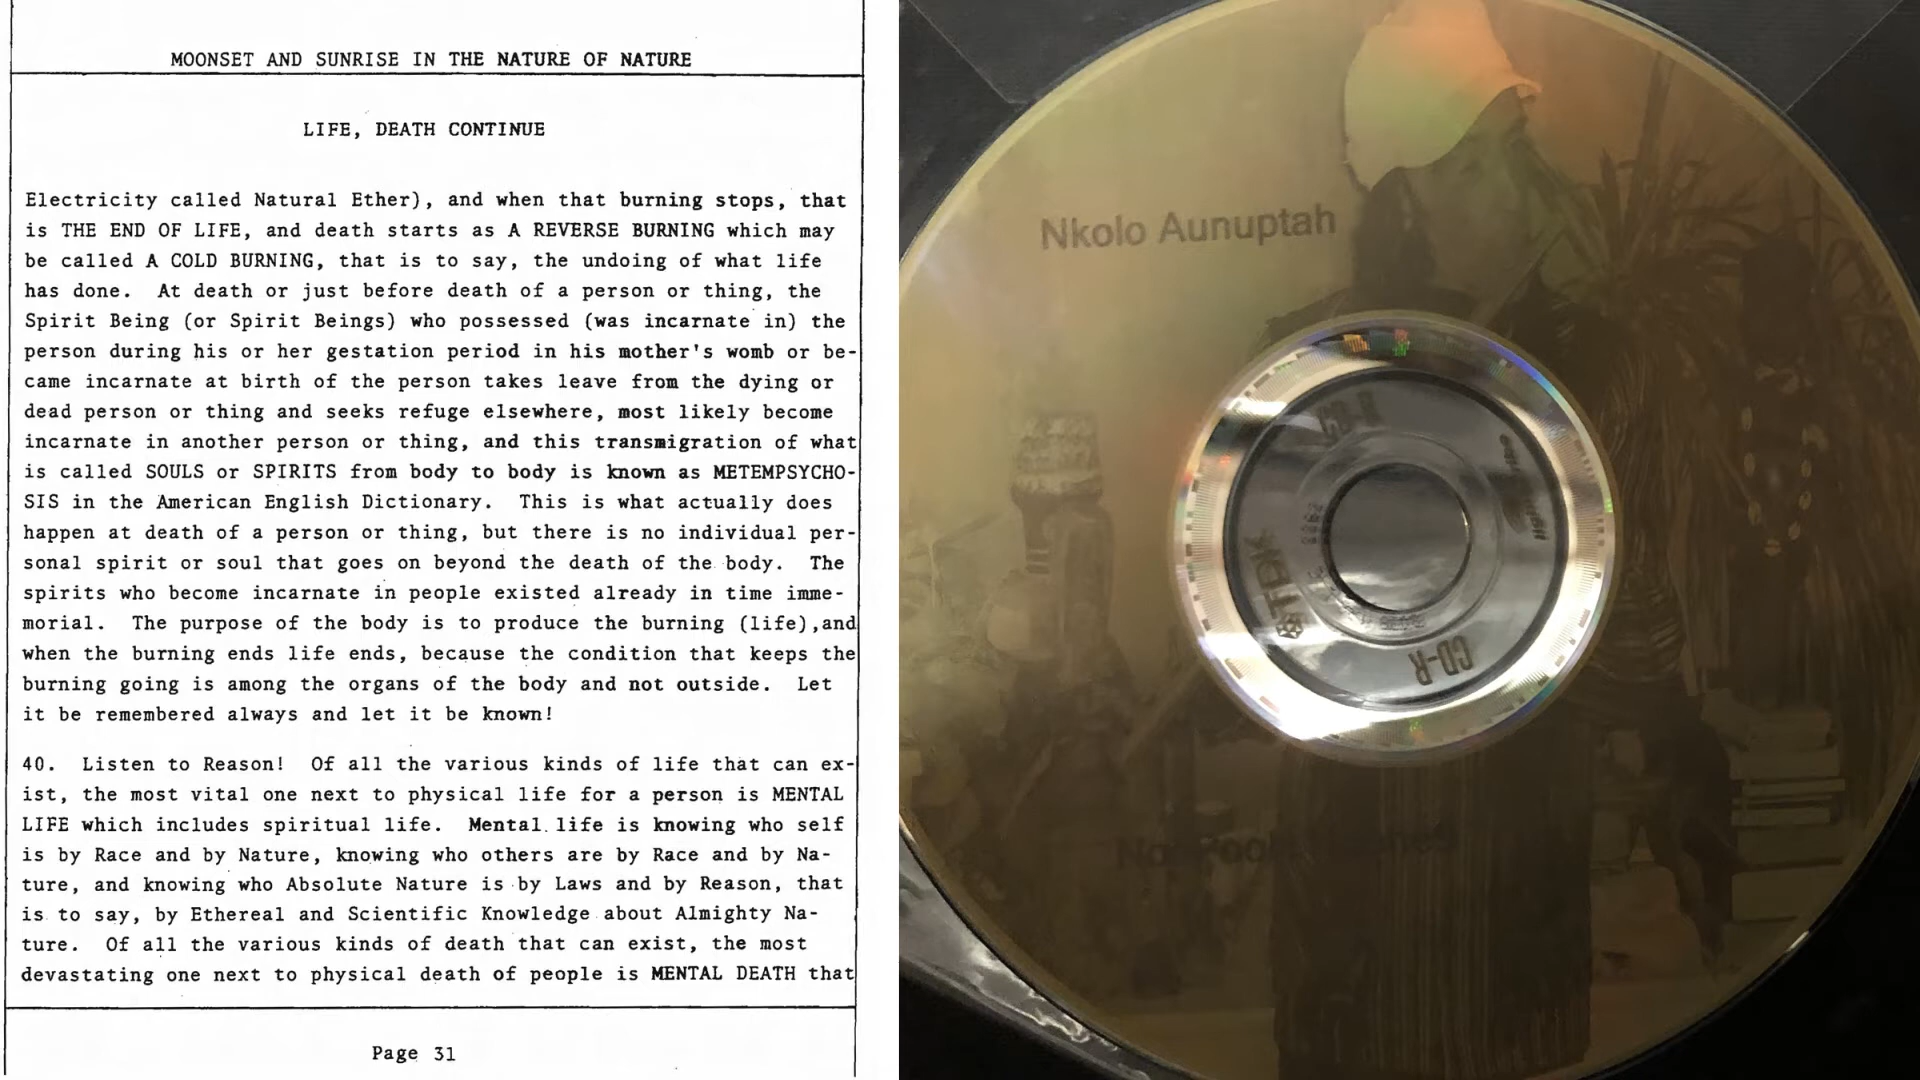 MOONSET AND SUNRISE IN THE NATURE OF NATURE
LIFE, DEATH CONTINUE
Electricity called Natural Ether), and when that burning stops, that
is THE END OF LIFE, and death starts as A REVERSE BURNING which may
be called A COLD BURNING, that is to say, the undoing of what life
has done. At death or just before death of a person or thing, the
Spirit Being (or Spirit Beings) who possessed (was incarnate in) the
person during his or her gestation period in his mother's womb or be-
came incarnate at birth of the person takes leave from the dying or
dead person or thing and seeks refuge elsewhere, most likely become
incarnate in another person or thing, and this transmigration of what
is called SOULS or SPIRITS from body to body is known as METEMPSYCHO-
SIS in the American English Dictionary. This is what actually does
happen at death of a person or thing, but there is no individual per-
sonal spirit or soul that goes on beyond the death of the body. The
spirits who become incarnate in people existed already in time imme-
morial. The purpose of the body is to produce the burning (life),and
when the burning ends life ends, because the condition that keeps the
burning going is among the organs of the body and not outside. Let
it be remembered always and let it be known!
40. Listen to Reason! Of all the various kinds of life that can ex-
ist, the most vital one next to physical life for a person is MENTAL
LIFE which includes spiritual life. Mental life is knowing who self
is by Race and by Nature, knowing who others are by Race and by Na-
ture, and knowing who Absolute Nature is by Laws and by Reason, that
is to say, by Ethereal and Scientific Knowledge about Almighty Na-
ture. Of all the various kinds of death that can exist, the most
devastating one next to physical death of people is MENTAL DEATH that
Page 31
Nkolo Aunuptah
CD-R
TDK
CD-R